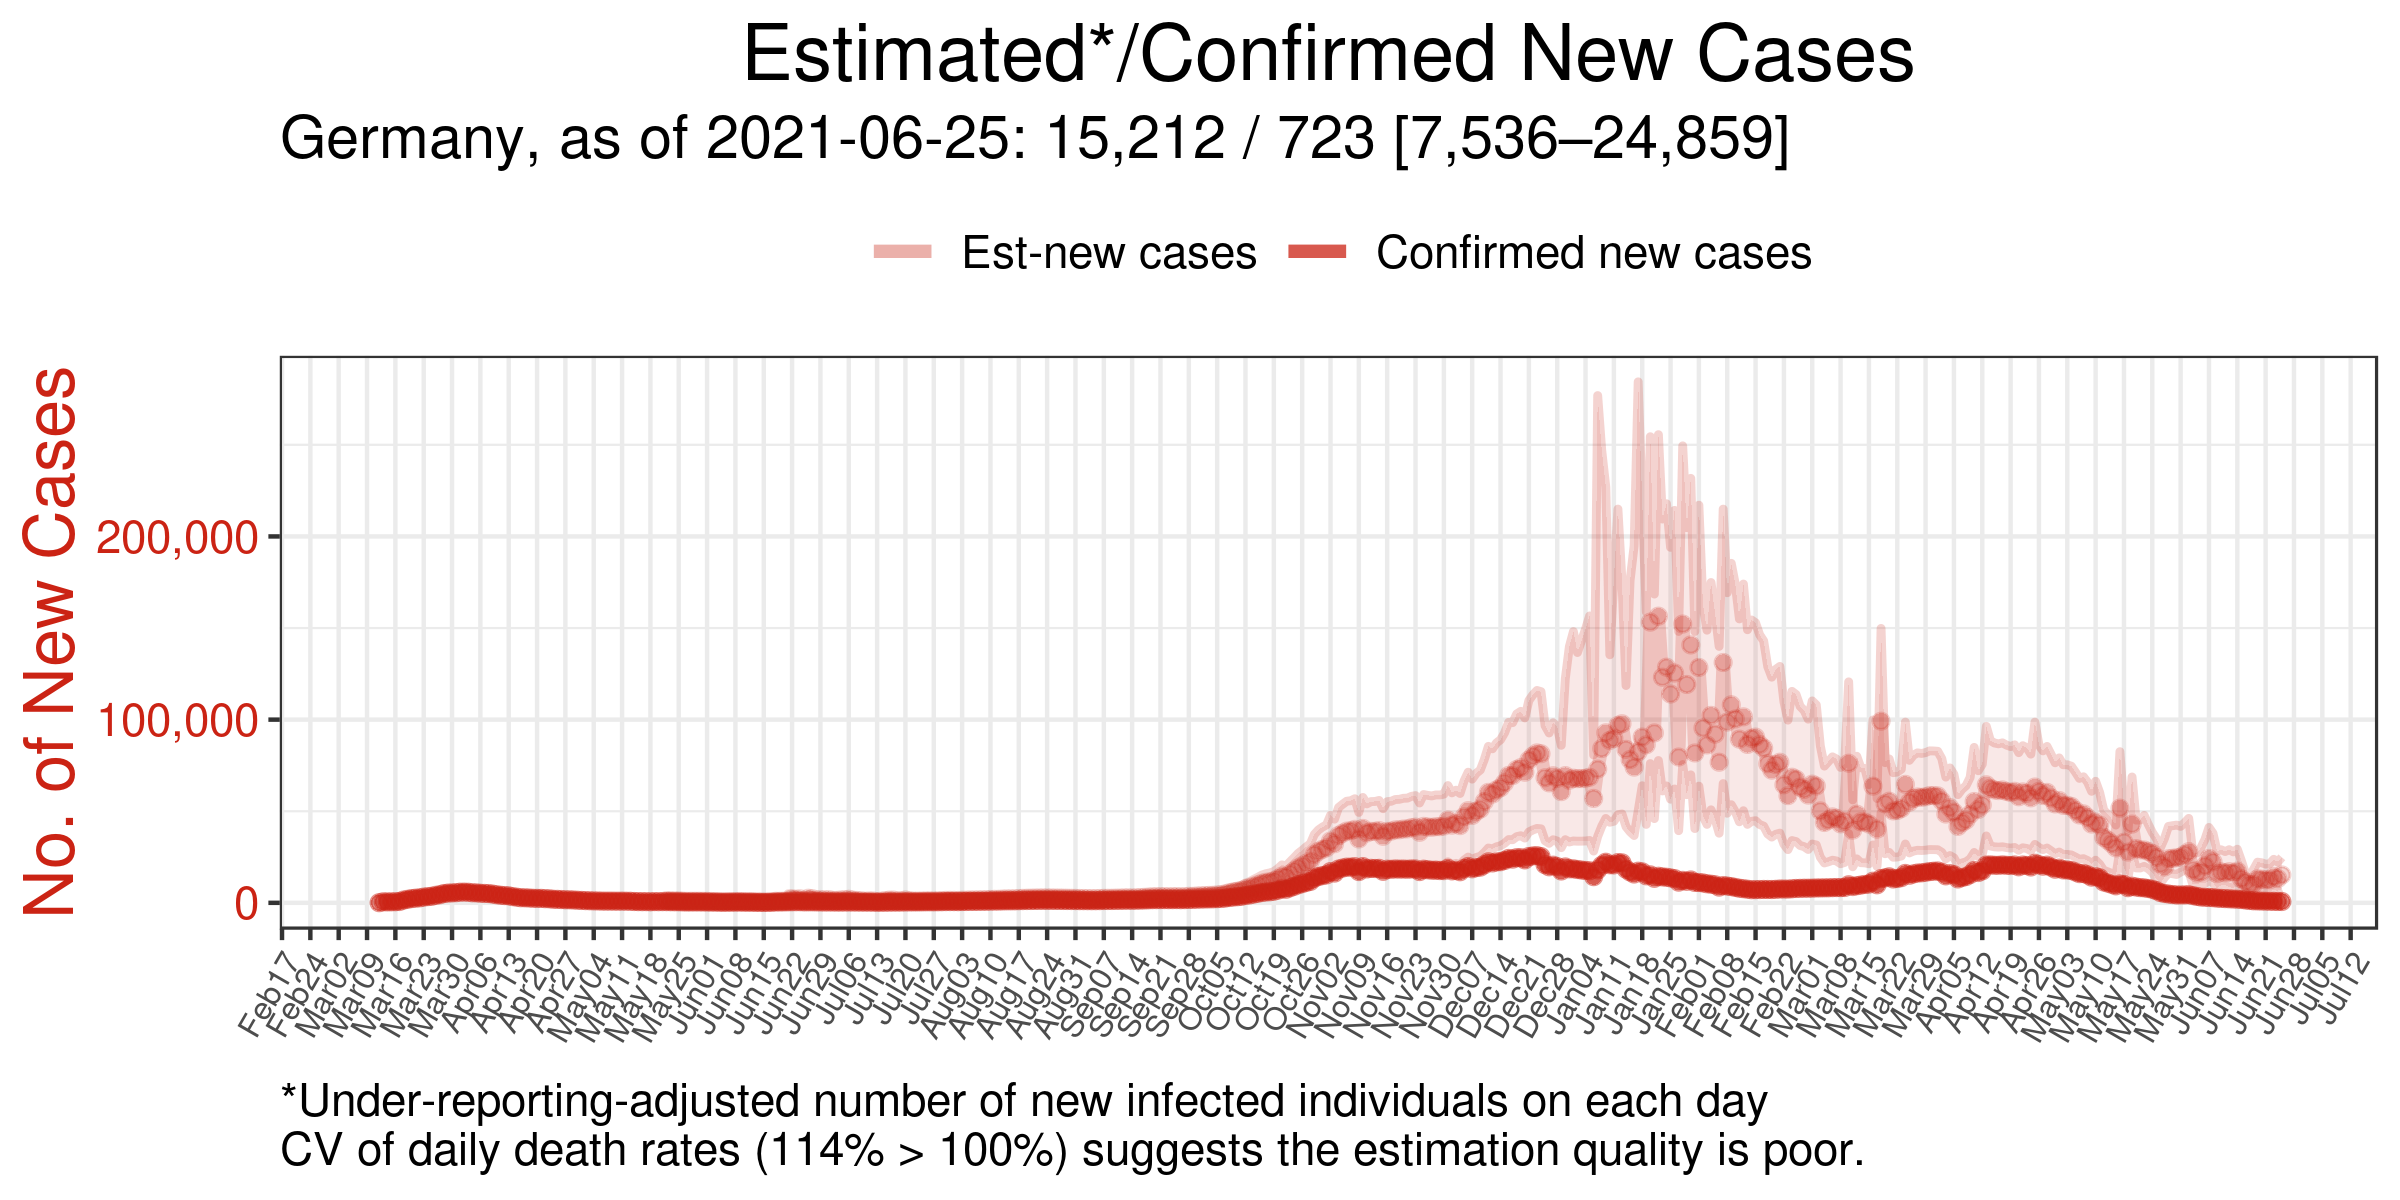 Estimated*/Confirmed New Cases
Germany, as of 2021-06-25: 15,212 / 723 [7,536–24,859]
Est-new cases
Confirmed new cases
No. of New Cases
200,000
100,000
0
Feb17
Feb24
Mar02
Mar09
Mar16
Mar23
Mar30
Apr06
Apr13
Apr20
Apr27
May04
May11
May18
May25
Jun01
Jun08
Jun15
Jun22
Jun29
Jul06
Jul13
Jul20
Jul27
Aug03
Aug10
Aug17
Aug24
Aug31
Sep07
Sep14
Sep21
Sep28
Oct05
Oct12
Oct19
Oct26
Nov02
Nov09
Nov16
Nov23
Nov30
Dec07
Dec14
Dec21
Dec28
Jan04
Jan11
Jan18
Jan25
Feb01
Feb08
Feb15
Feb22
Mar01
Mar08
Mar15
Mar22
Mar29
Apr05
Apr12
Apr19
Apr26
May03
May10
May17
May24
May31
Jun07
Jun14
Jun21
Jun28
Jul05
Jul12
*Under-reporting-adjusted number of new infected individuals on each day
CV of daily death rates (114% > 100%) suggests the estimation quality is poor.